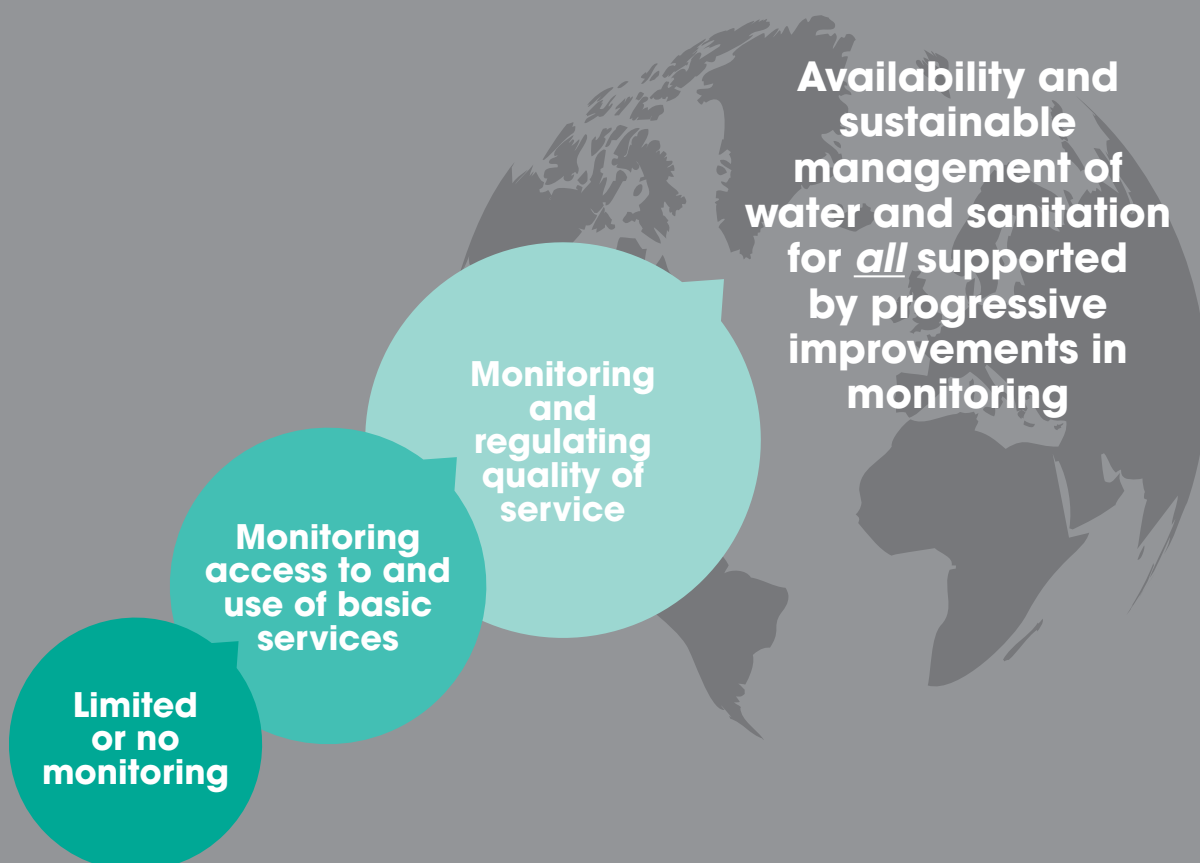 Availability and
sustainable
management of
water and sanitation
for all supported
by progressive
improvements in
monitoring
Monitoring
and
regulating
quality of
service
Monitoring
access to and
use of basic
services
Limited
or no
monitoring